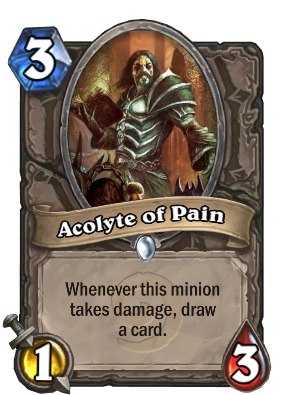 3
Acolyte of Pain
Whenever this minion
takes damage, draw
a card.
1
3